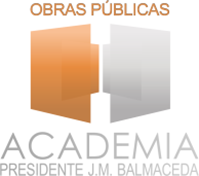 OBRAS PÚBLICAS
ACADEMIA
PRESIDENTE J.M. BALMACEDA